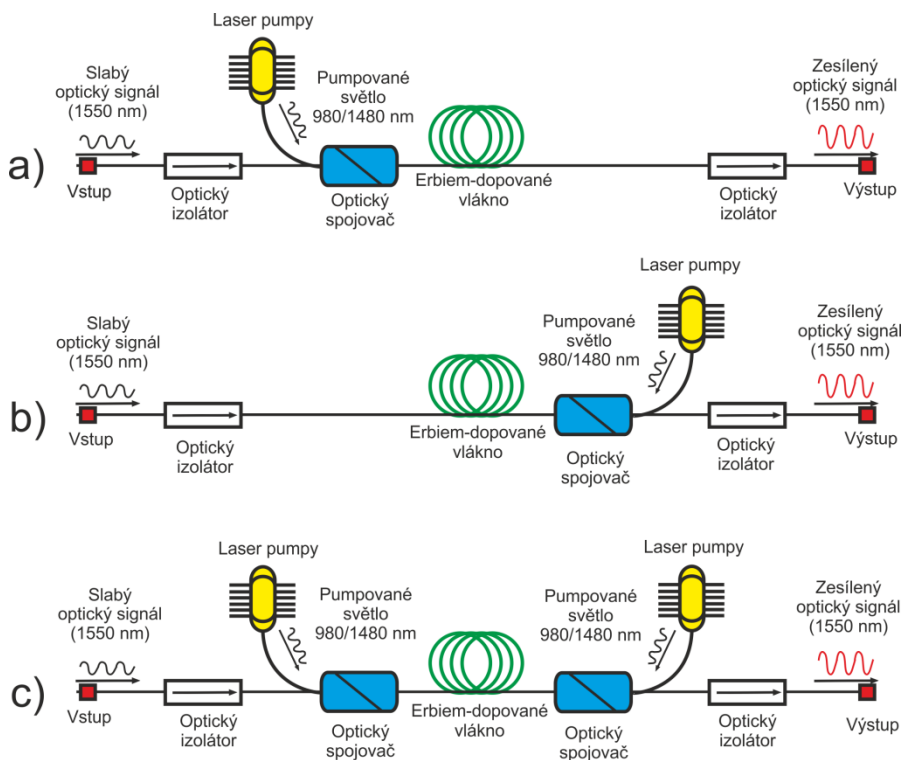 Laser pumpy
Slabý
optický signál
(1550 nm)
Pumpované
světlo
980/1480 nm
Zesílený
optický signál
(1550 nm)
a)
Vstup
Optický
izolátor
Optický
spojovač
Erbiem-dopované
vlákno
Optický
izolátor
Výstup
Laser pumpy
Slabý
optický signál
(1550 nm)
Pumpované
světlo
980/1480 nm
Zesílený
optický signál
(1550 nm)
b)
Vstup
Optický
izolátor
Erbiem-dopované
vlákno
Optický
spojovač
Optický
izolátor
Výstup
Laser pumpy
Laser pumpy
Slabý
optický signál
(1550 nm)
Pumpované
světlo
980/1480 nm
Pumpované
světlo
980/1480 nm
Zesílený
optický signál
(1550 nm)
c)
Vstup
Optický
izolátor
Optický
spojovač
Erbiem-dopované
vlákno
Optický
spojovač
Optický
izolátor
Výstup